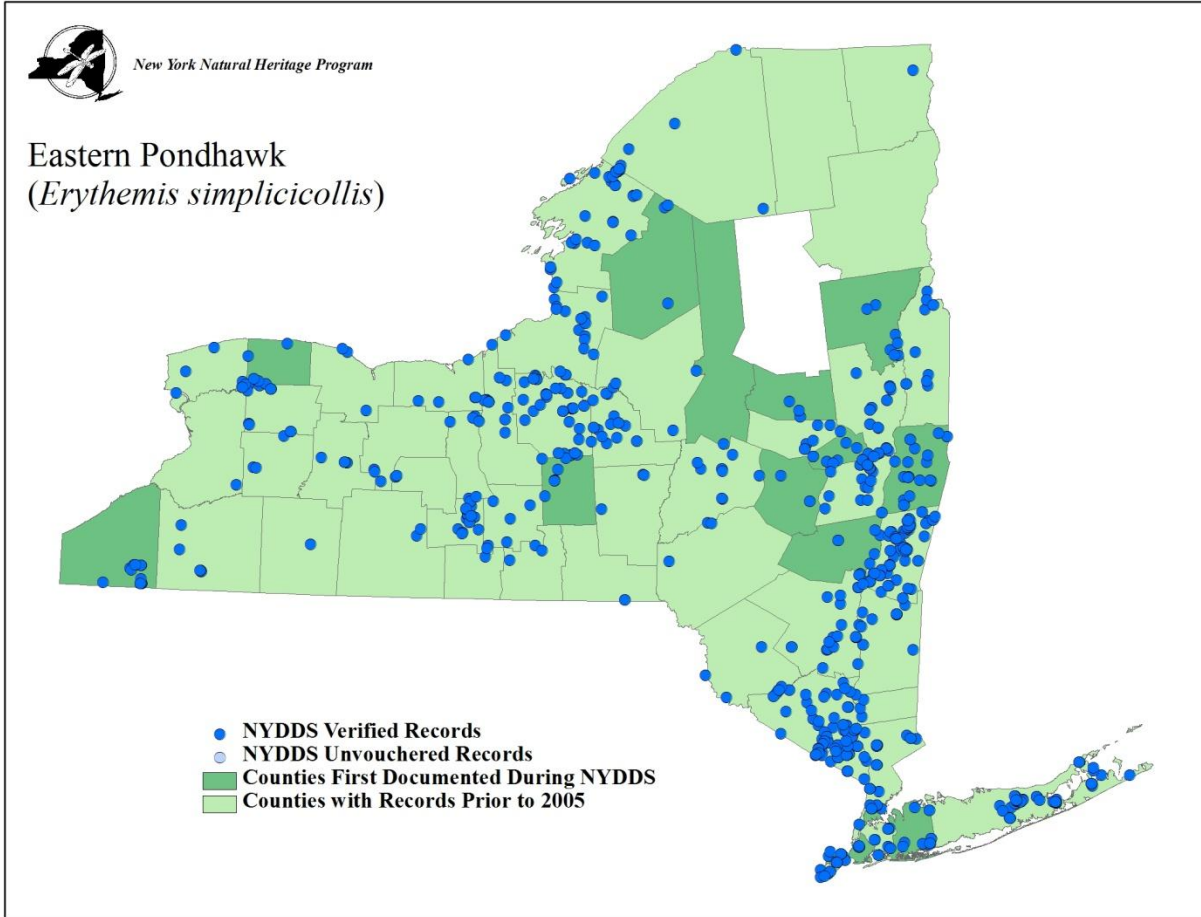 New York Natural Heritage Program
Eastern Pondhawk
(Erythemis simplicicollis)
NYDDS Verified Records
NYDDS Unvouchered Records
Counties First Documented During NYDDS
Counties with Records Prior to 2005